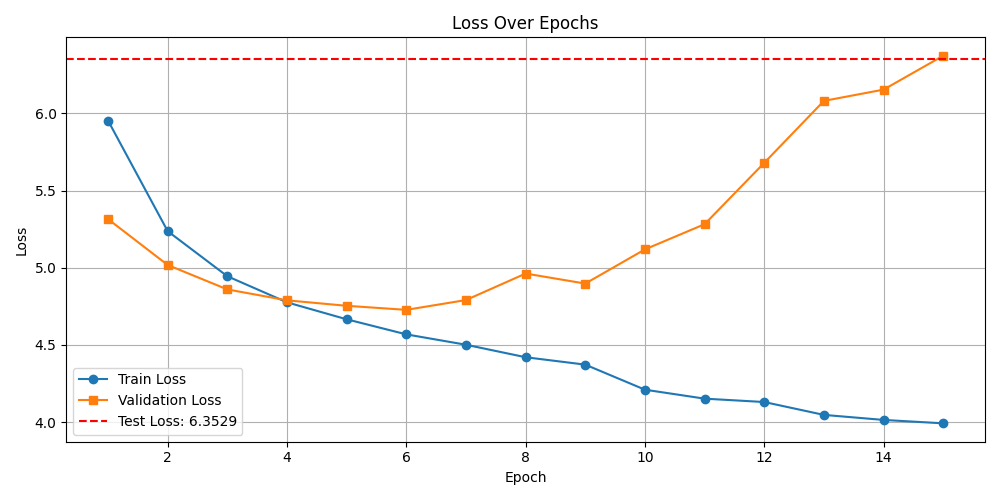 Loss Over Epochs
Loss
6.0
5.5
5.0
4.5
4.0
Train Loss
Validation Loss
Test Loss: 6.3529
2 4 6 8 10 12 14
Epoch